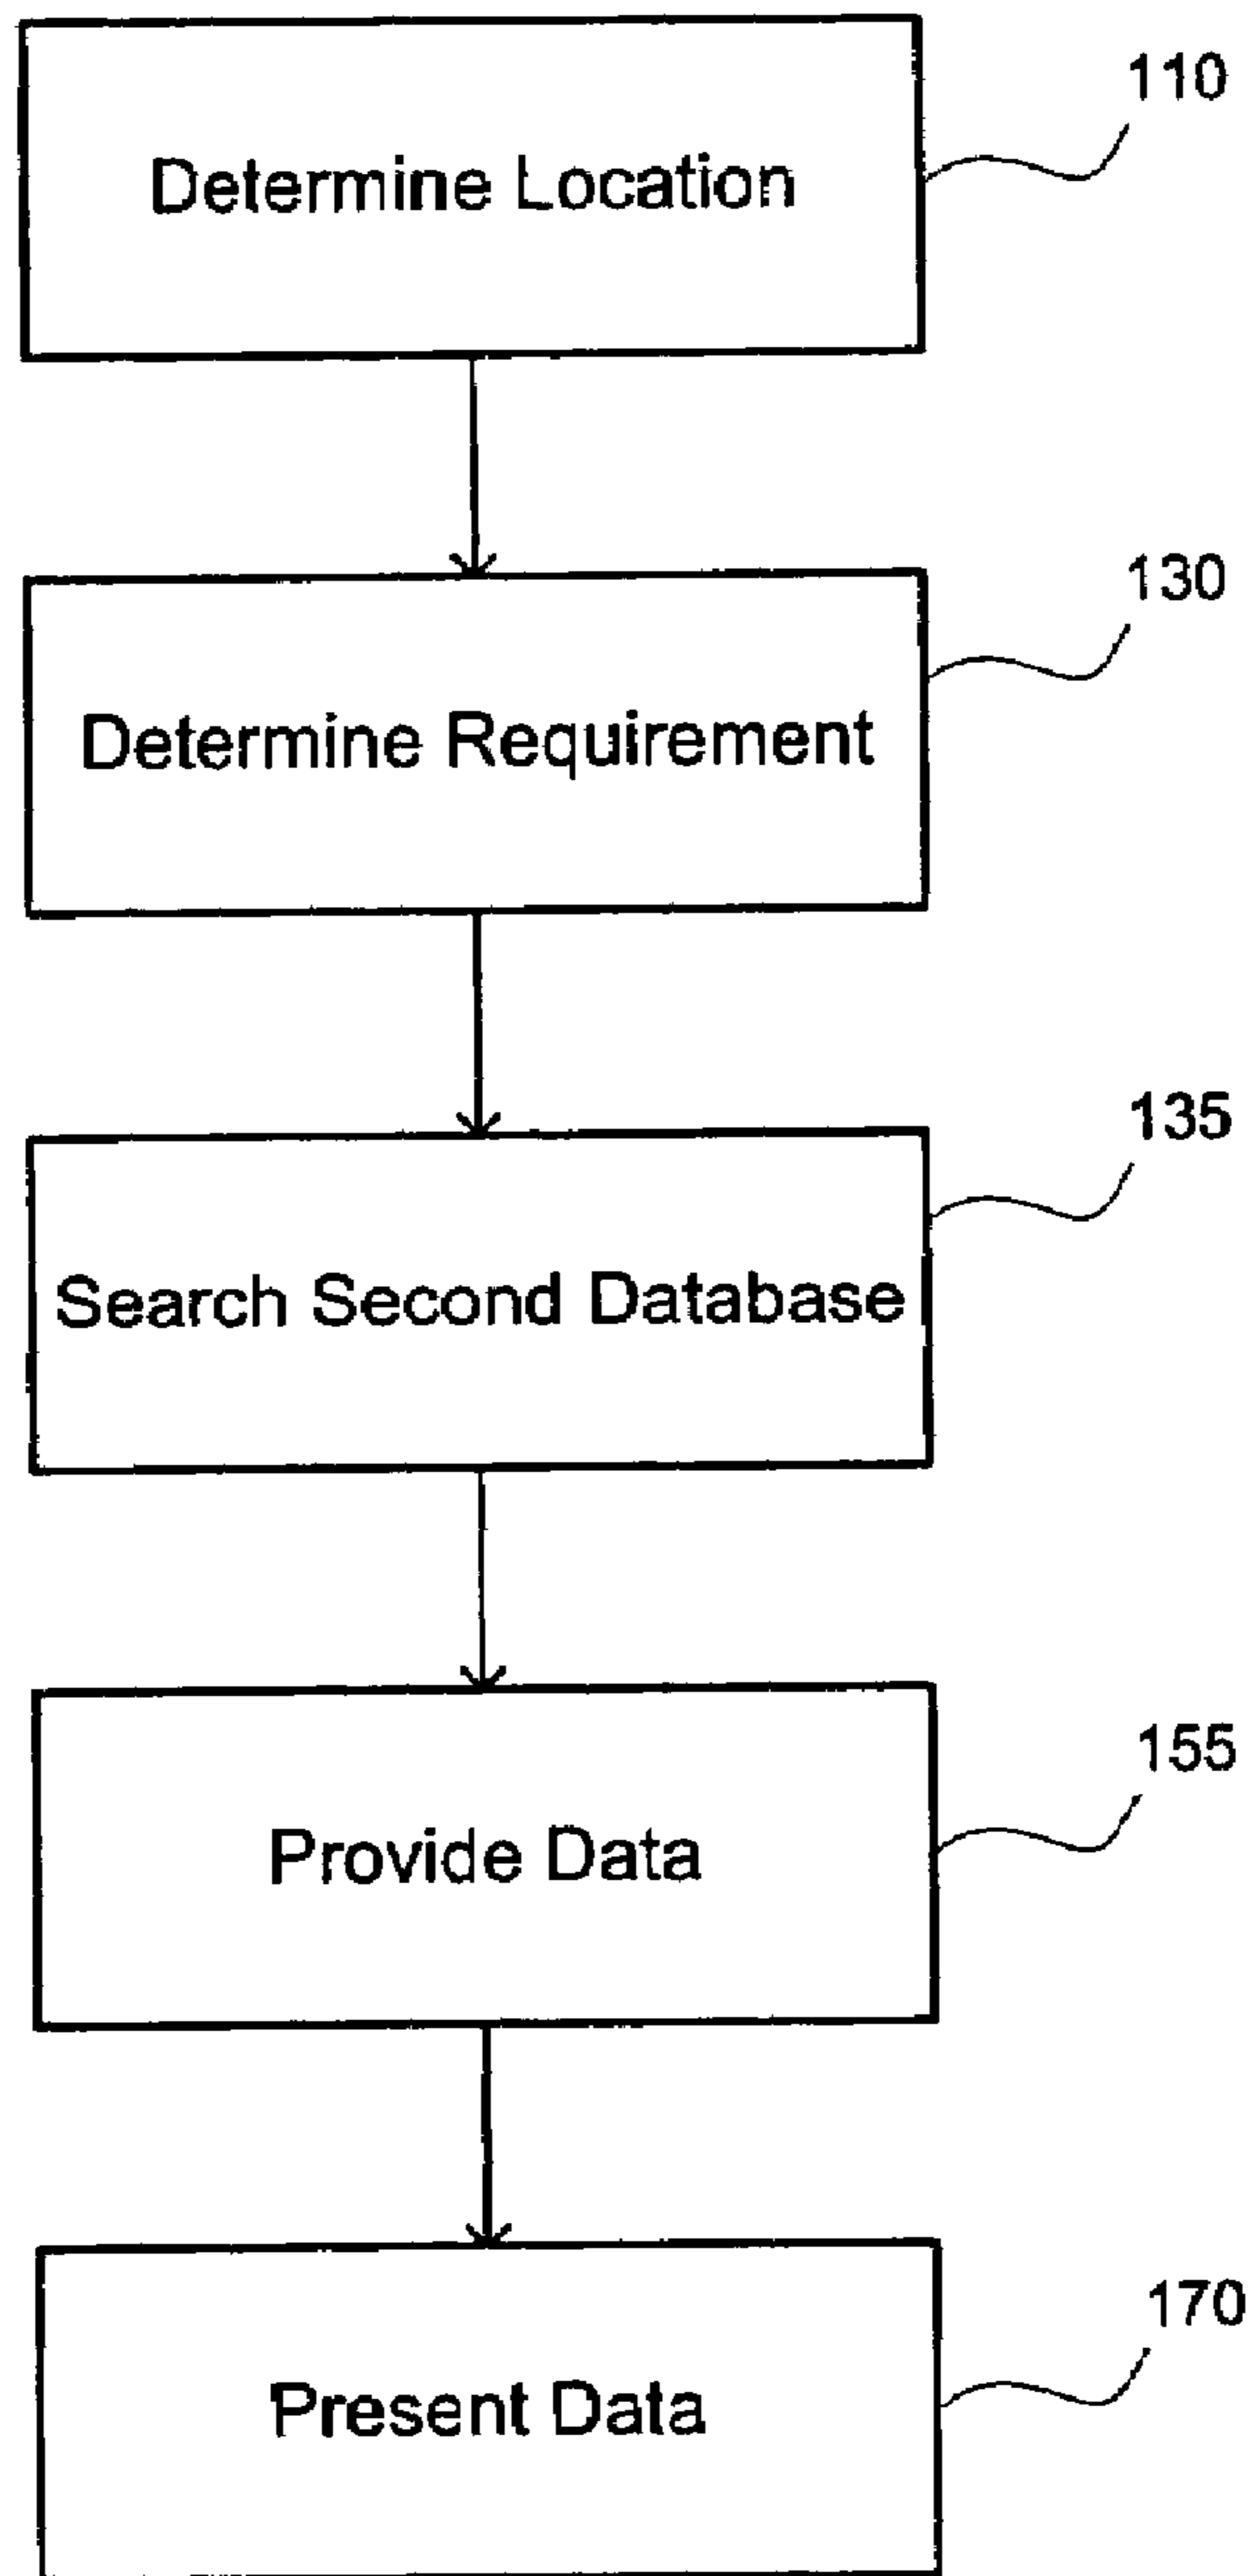 110
Determine Location
130
Determine Requirement
135
Search Second Database
155
Provide Data
170
Present Data